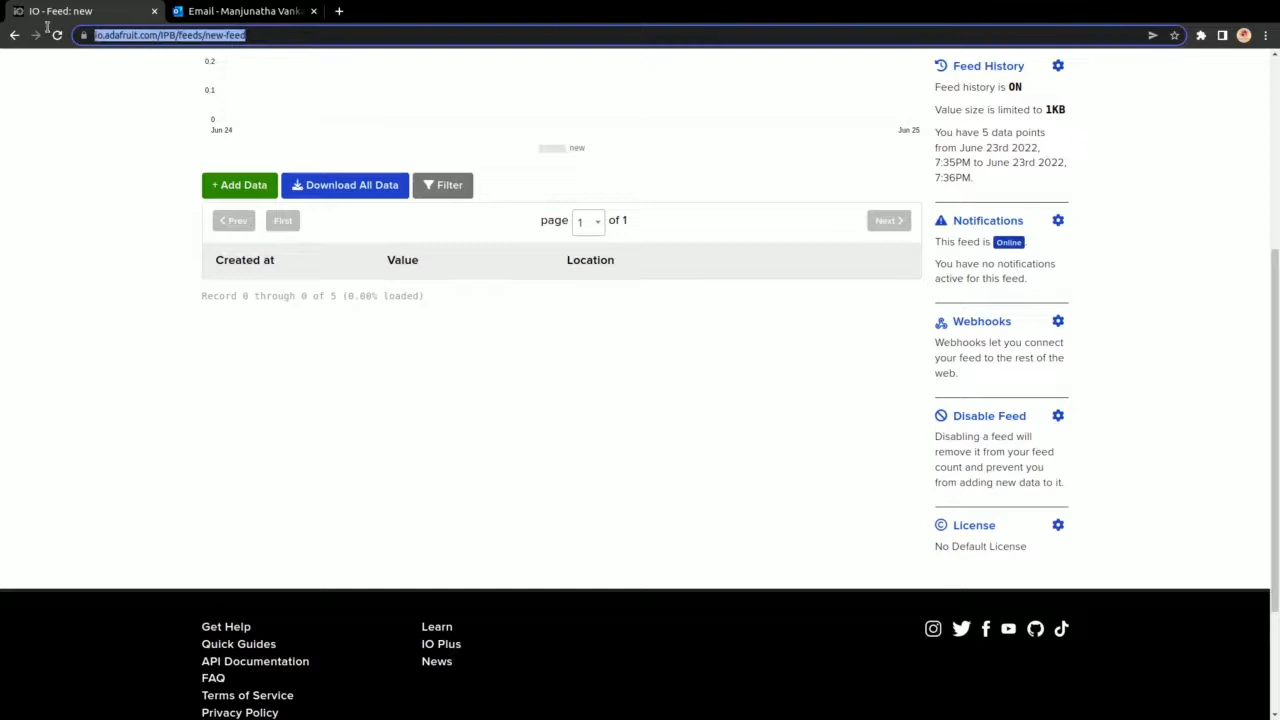 IO - Feed: new
Email - Manjunatha Vanka
io.adafruit.com/IPB/feeds/new-feed
0.2
0.1
0
Jun 24
Jun 25
new
+ Add Data
Download All Data
Filter
Prev
First
page 1 of 1
Next
Created at Value Location
Record 0 through 0 of 5 (0.00% loaded)
Feed History
Feed history is ON
Value size is limited to 1KB
You have 5 data points
from June 23rd 2022,
7:35PM to June 23rd 2022,
7:36PM.
Notifications
This feed is Online.
You have no notifications
active for this feed.
Webhooks
Webhooks let you connect
your feed to the rest of the
web.
Disable Feed
Disabling a feed will
remove it from your feed
count and prevent you
from adding new data to it.
License
No Default License
Get Help
Quick Guides
API Documentation
FAQ
Terms of Service
Privacy Policy
Learn
IO Plus
News